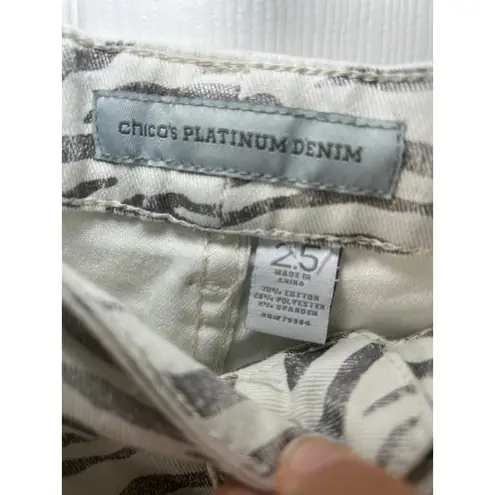 chico's PLATINUM DENIM
2.5
MADE IN
CHINA
70% COTTON
28% POLYESTER
2% SPANDEX